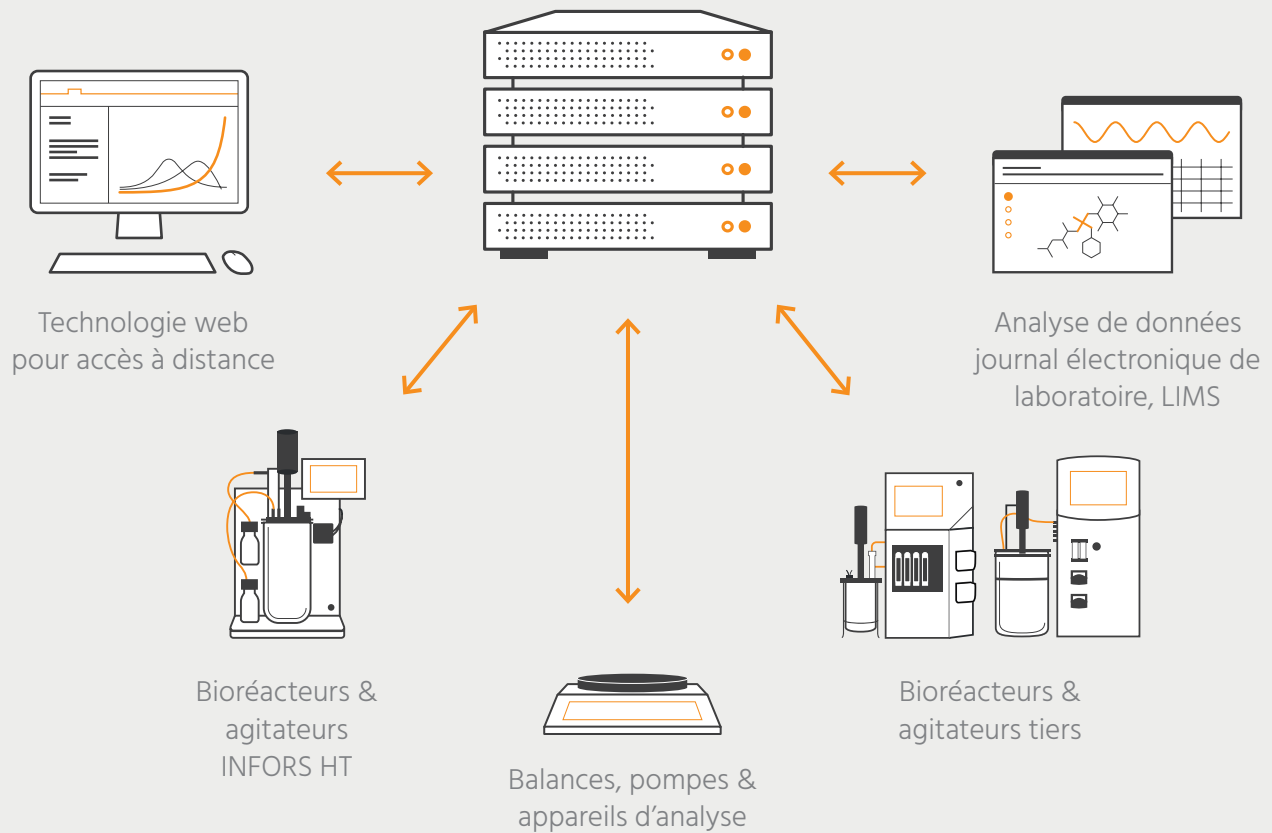 Technologie web
pour accès à distance
Analyse de données
journal électronique de
laboratoire, LIMS
Bioréacteurs &
agitateurs
INFORS HT
Balances, pompes &
appareils d’analyse
Bioréacteurs &
agitateurs tiers